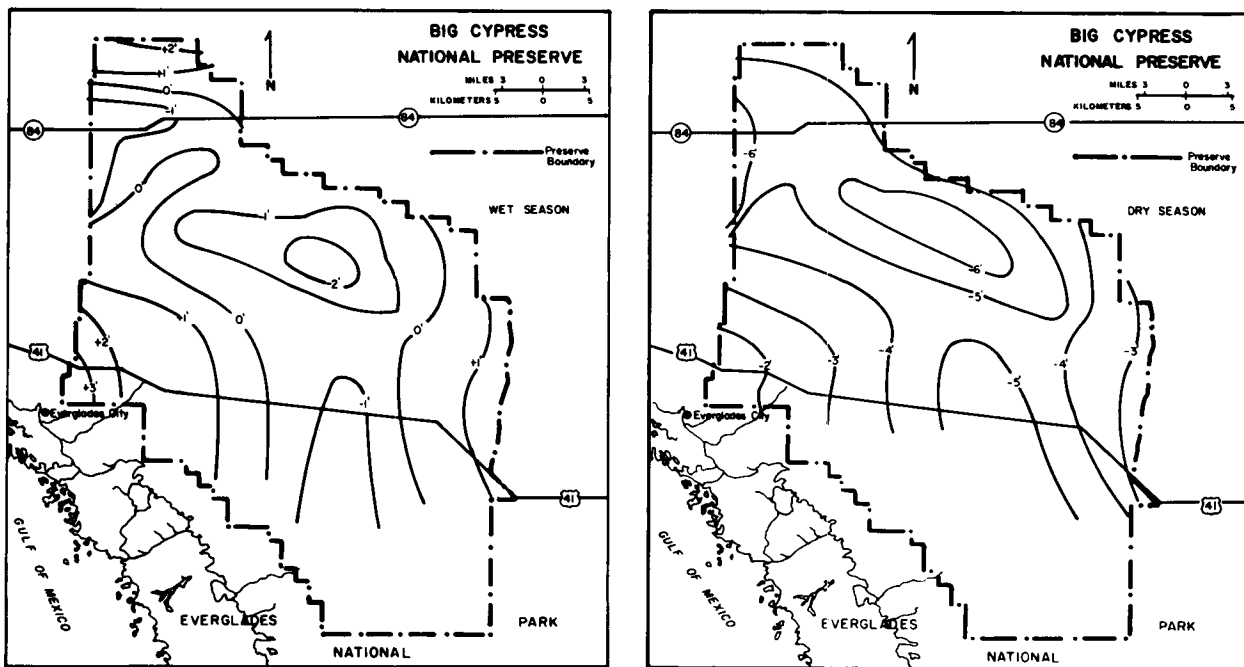 BIG CYPRESS
NATIONAL PRESERVE
MILES 3 0 3
KILOMETERS 5 0 5
N
84
84
Preserve
Boundary
WET SEASON
+2'
+1'
0'
-1'
0'
-1'
-2'
0'
+1'
0'
+1'
+2'
+3'
-1'
41
41
Everglades City
GULF OF MEXICO
EVERGLADES
NATIONAL
PARK
BIG CYPRESS
NATIONAL PRESERVE
MILES 3 0 3
KILOMETERS 5 0 5
N
84
84
Preserve
Boundary
DRY SEASON
-6'
-6'
-5'
-4'
-3'
-2'
-5'
-4'
-3'
41
41
Everglades City
GULF OF MEXICO
EVERGLADES
NATIONAL
PARK